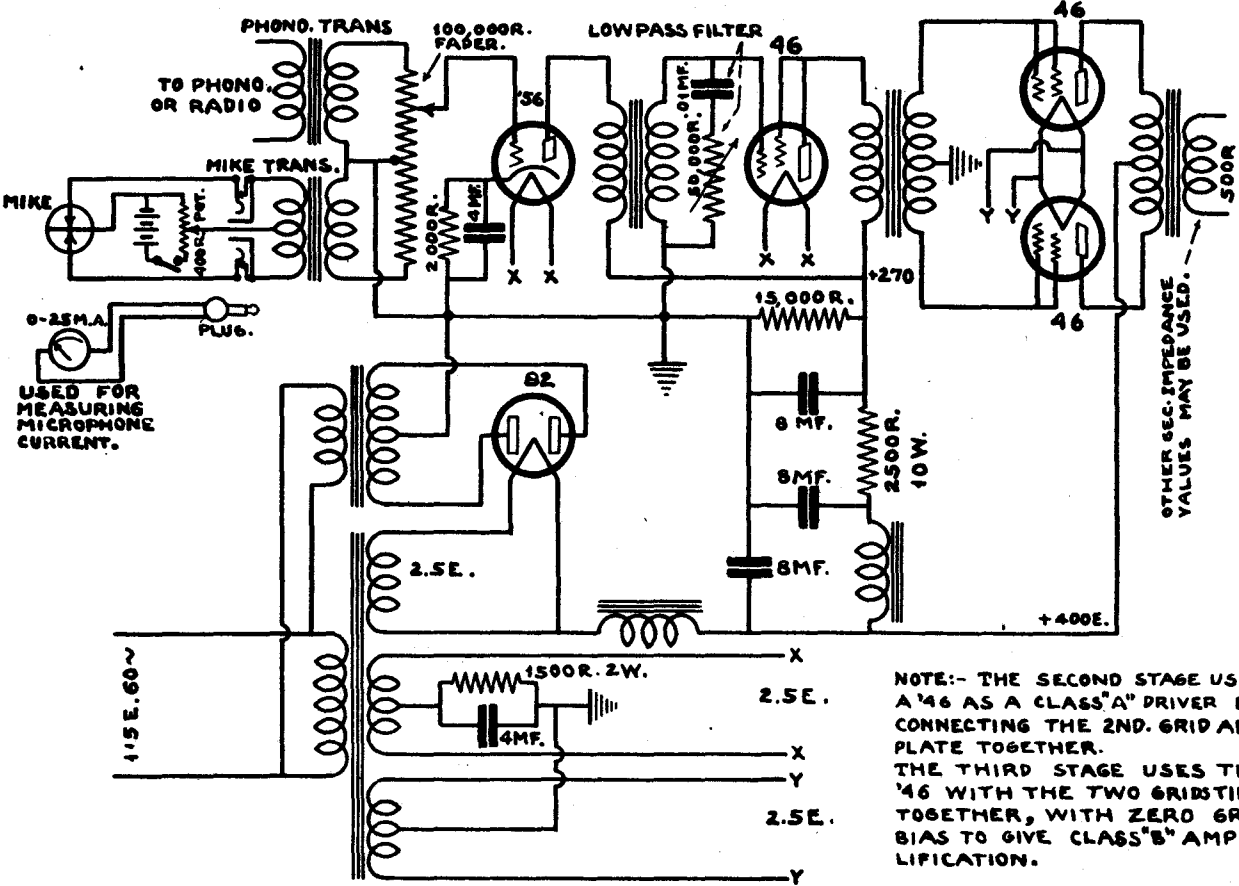 PHONO. TRANS
100,000R.
FADER.
LOW PASS FILTER
46
46
TO PHONO.
OR RADIO
'56
.01MF.
50,000R.
MIKE TRANS.
MIKE
400R. POT.
2000R.
4MF.
X X
X X
Y Y
500R
+270
15,000R.
46
0-25M.A.
PLUG.
USED FOR
MEASURING
MICROPHONE
CURRENT.
82
8 MF.
2500R.
10W.
8MF.
8MF.
OTHER SEC. IMPEDANCE
VALUES MAY BE USED.
2.5E.
+400E.
115E.60~
X
1500R.2W.
2.5E.
4MF.
X
Y
2.5E.
Y
NOTE:- THE SECOND STAGE US
A '46 AS A CLASS"A" DRIVER
CONNECTING THE 2ND. GRID A
PLATE TOGETHER.
THE THIRD STAGE USES T
'46 WITH THE TWO GRIDS TI
TOGETHER, WITH ZERO GR
BIAS TO GIVE CLASS"B" AMP
LIFICATION.